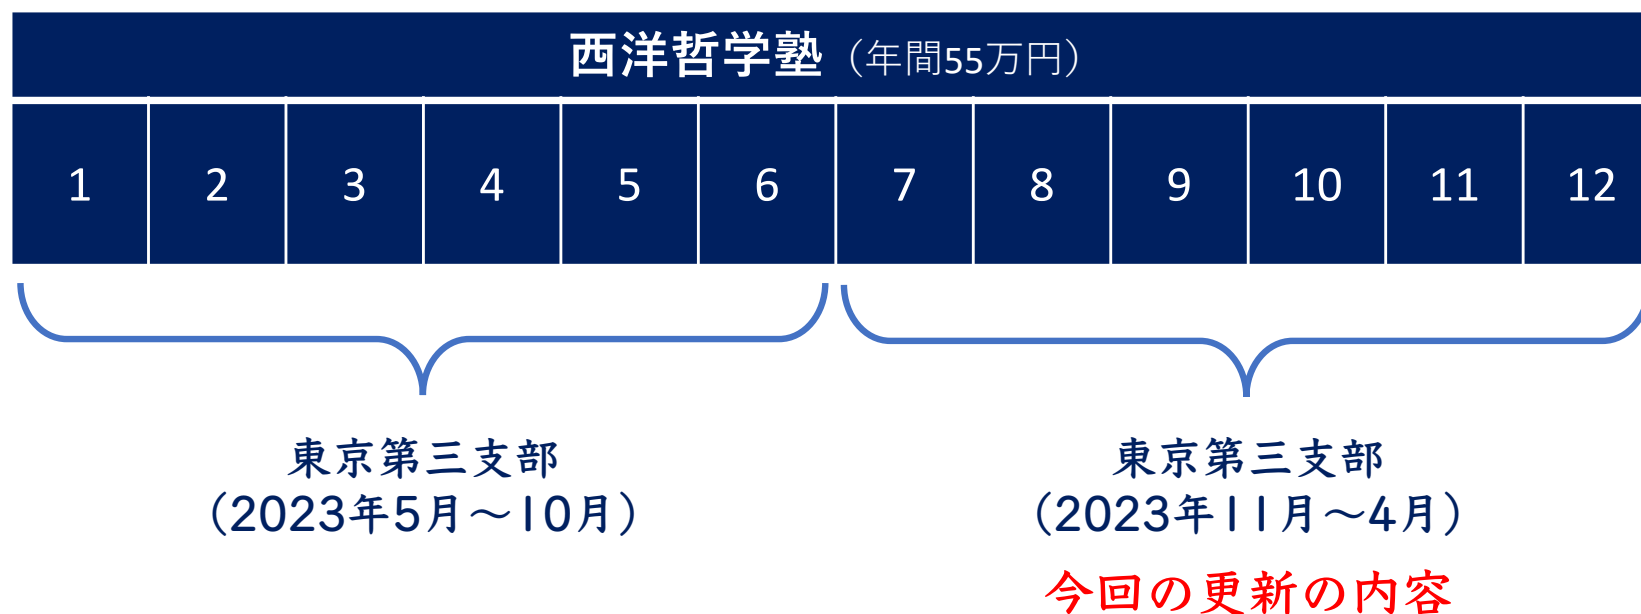 西洋哲学塾（年間55万円）
1 2 3 4 5 6 7 8 9 10 11 12
東京第三支部 東京第三支部
（2023年5月～10月） （2023年11月～4月）
今回の更新の内容